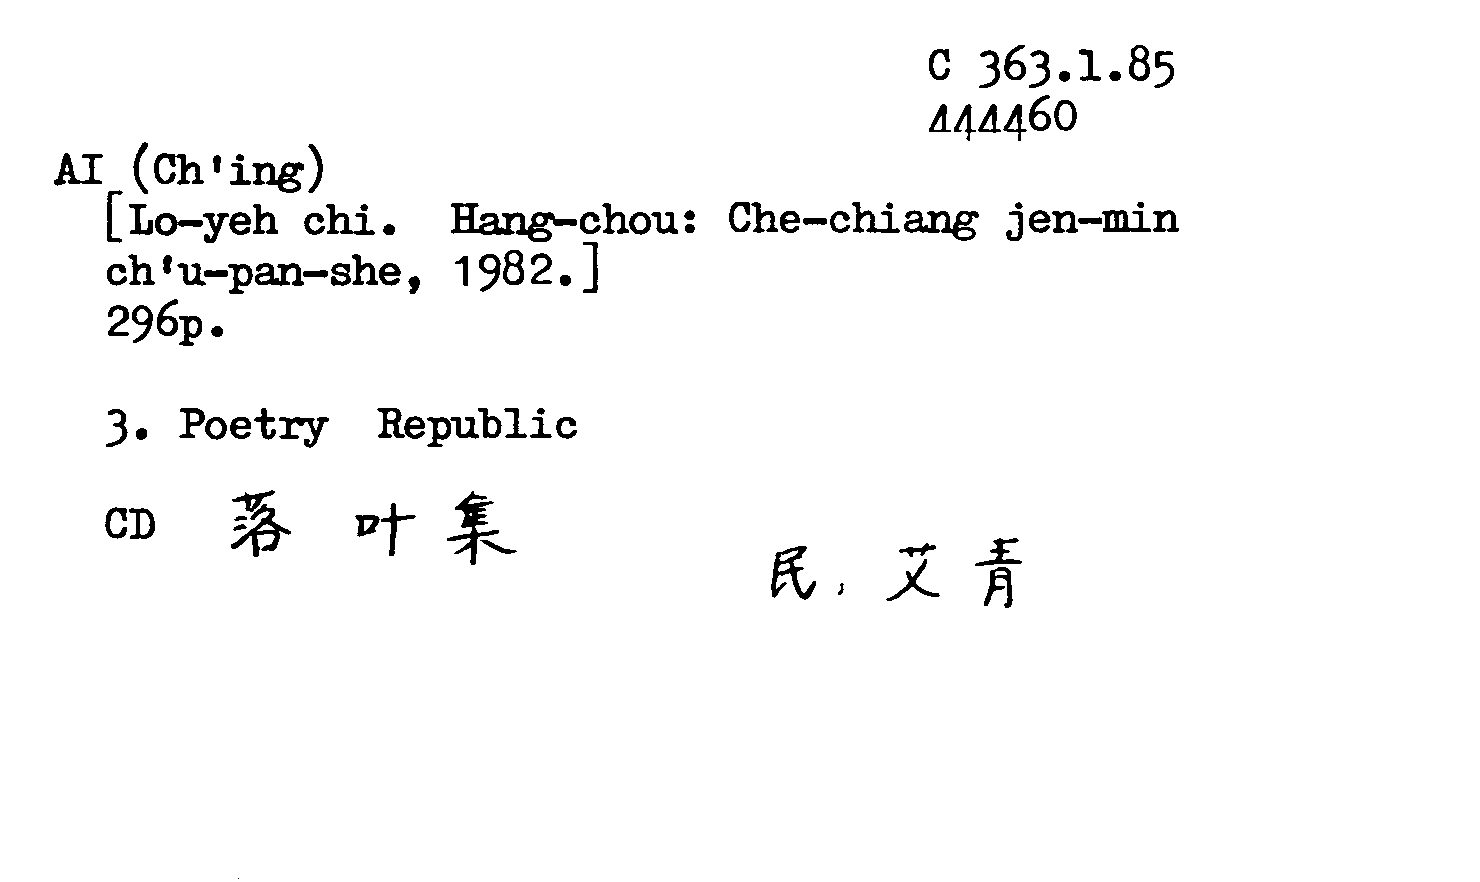 C 363.1.85
444460
AI (Ch'ing)
[Lo-yeh chi. Hang-chou: Che-chiang jen-min
ch'u-pan-she, 1982.]
296p.
3. Poetry Republic
CD 落叶集
民, 艾青